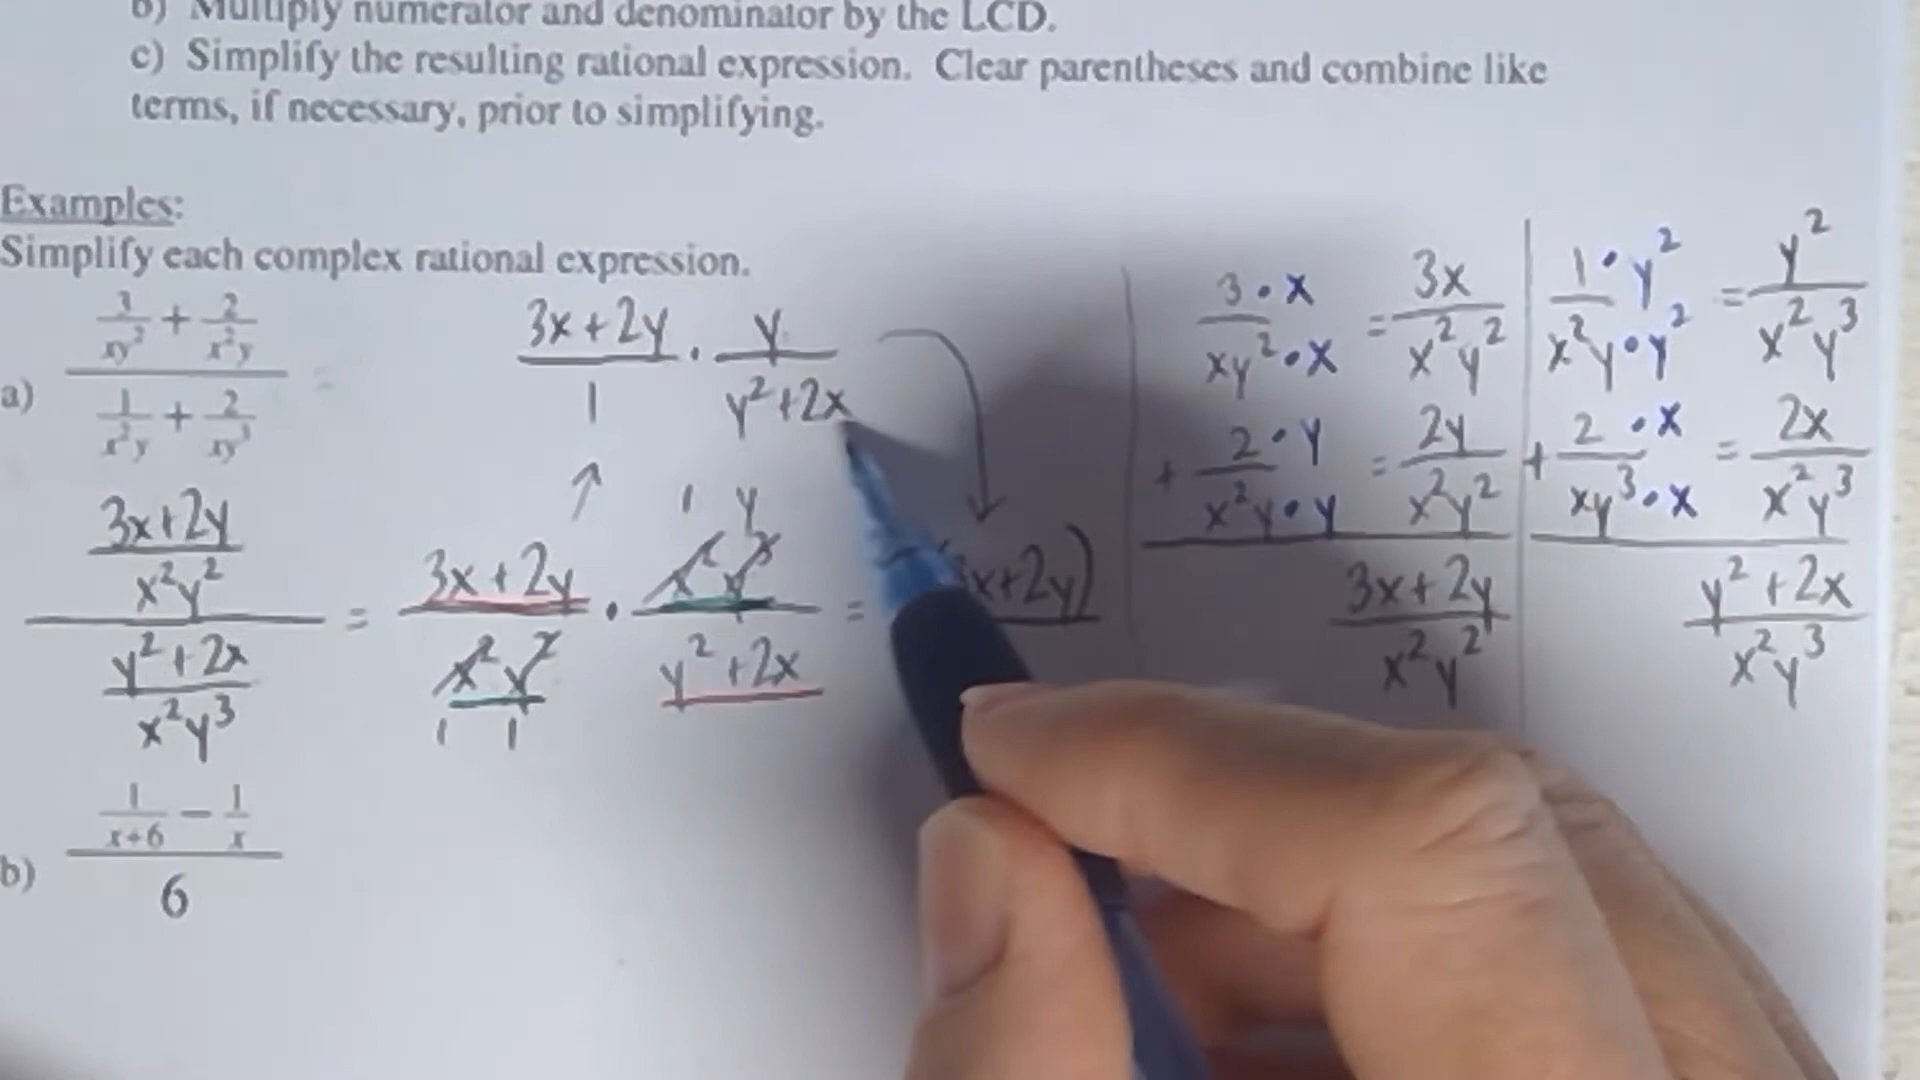 b) Multiply numerator and denominator by the LCD.
c) Simplify the resulting rational expression. Clear parentheses and combine like
terms, if necessary, prior to simplifying.
Examples:
Simplify each complex rational expression.
a) (3/(xy²) + 2/(x²y)) / (1/(x²y) + 2/(xy³)) =
(3x+2y)/1 · y/(y²+2x)
((3x+2y)/(x²y²)) / ((y²+2x)/(x²y³)) = (3x+2y)/(x²y²) · (x²y³)/(y²+2x) =
1 y
1 1
x+2y)
3·x/(xy²·x) = 3x/(x²y²)
+ 2·y/(x²y·y) = 2y/(x²y²)
(3x+2y)/(x²y²)
1·y²/(x²y·y²) = y²/(x²y³)
+ 2·x/(xy³·x) = 2x/(x²y³)
(y²+2x)/(x²y³)
b) (1/(x+6) − 1/x) / 6